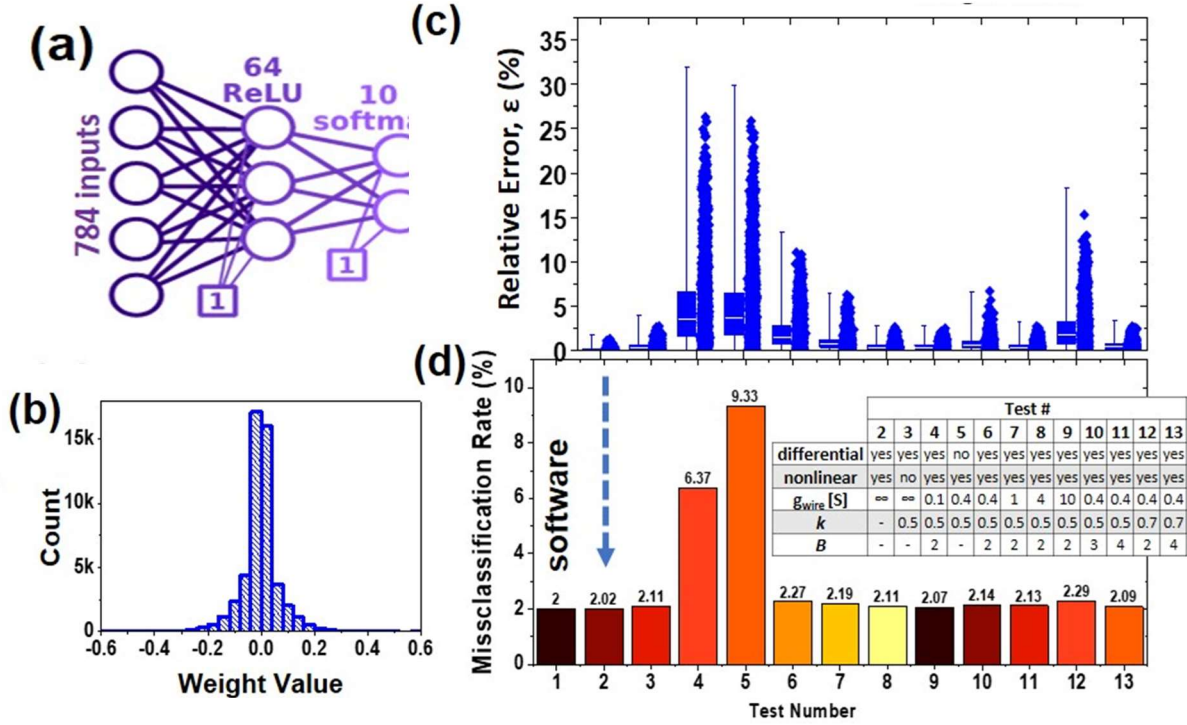 (a)
64
ReLU
10
softma
784 inputs
1
1
(b)
Count
15k
10k
5k
0
-0.6 -0.4 -0.2 0.0 0.2 0.4 0.6
Weight Value
(c)
Relative Error, ε (%)
35
30
25
20
15
10
5
0
(d)
Missclassification Rate (%)
10
8
6
4
2
0
software
2 2.02 2.11 6.37 9.33 2.27 2.19 2.11 2.07 2.14 2.13 2.29 2.09
1 2 3 4 5 6 7 8 9 10 11 12 13
Test Number
Test #
2 3 4 5 6 7 8 9 10 11 12 13
differential yes yes yes no yes yes yes yes yes yes yes yes
nonlinear yes no yes yes yes yes yes yes yes yes yes yes
gwire [S] ∞ ∞ 0.1 0.4 0.4 1 4 10 0.4 0.4 0.4 0.4
k - 0.5 0.5 0.5 0.5 0.5 0.5 0.5 0.5 0.5 0.7 0.7
B - - 2 - 2 2 2 2 3 4 2 4